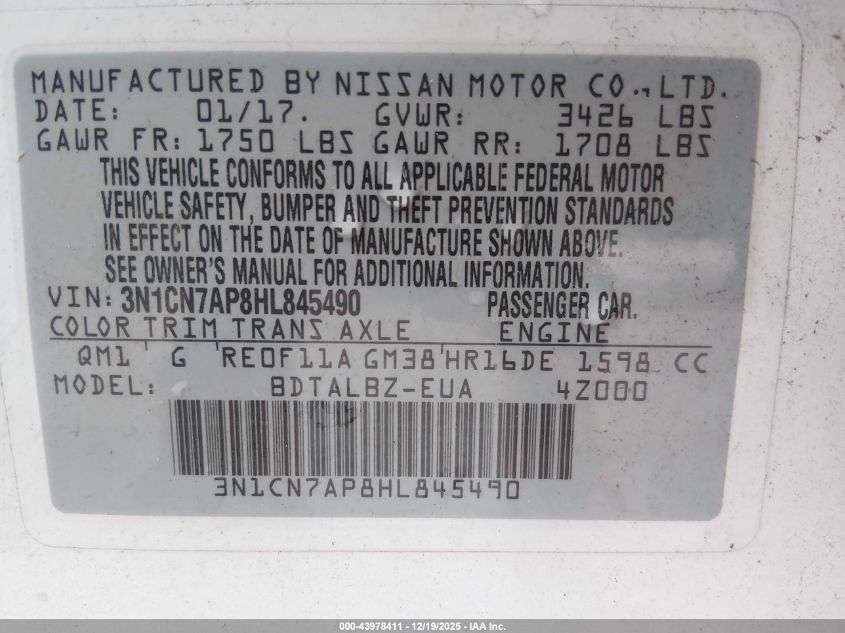 MANUFACTURED BY NISSAN MOTOR CO., LTD.
DATE: 01/17. GVWR: 3426 LBS
GAWR FR: 1750 LBS GAWR RR: 1708 LBS
THIS VEHICLE CONFORMS TO ALL APPLICABLE FEDERAL MOTOR
VEHICLE SAFETY, BUMPER AND THEFT PREVENTION STANDARDS
IN EFFECT ON THE DATE OF MANUFACTURE SHOWN ABOVE.
SEE OWNER'S MANUAL FOR ADDITIONAL INFORMATION.
VIN: 3N1CN7AP8HL845490 PASSENGER CAR.
COLOR TRIM TRANS AXLE ENGINE
QM1 G RE0F11A GM38 HR16DE 1598 CC
MODEL: BDTALBZ-EUA 4Z000
3N1CN7AP8HL845490
000-43978411 - 12/19/2025 - IAA Inc.